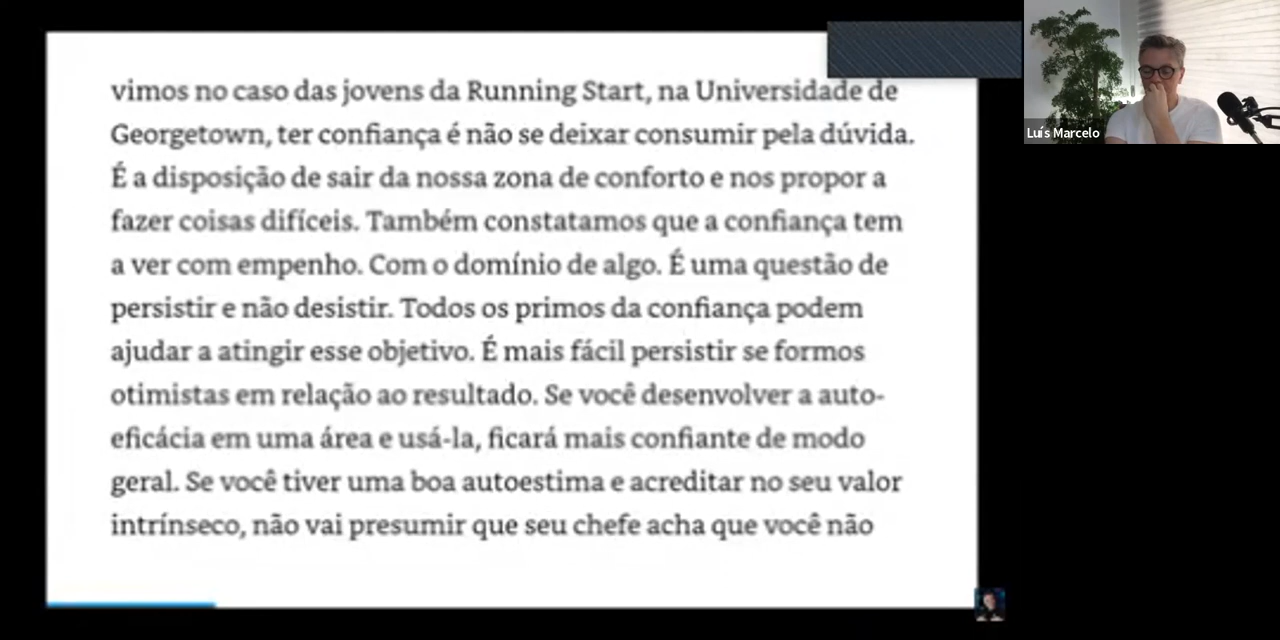 vimos no caso das jovens da Running Start, na Universidade de
Georgetown, ter confiança é não se deixar consumir pela dúvida.
É a disposição de sair da nossa zona de conforto e nos propor a
fazer coisas difíceis. Também constatamos que a confiança tem
a ver com empenho. Com o domínio de algo. É uma questão de
persistir e não desistir. Todos os primos da confiança podem
ajudar a atingir esse objetivo. É mais fácil persistir se formos
otimistas em relação ao resultado. Se você desenvolver a auto-
eficácia em uma área e usá-la, ficará mais confiante de modo
geral. Se você tiver uma boa autoestima e acreditar no seu valor
intrínseco, não vai presumir que seu chefe acha que você não
Luís Marcelo